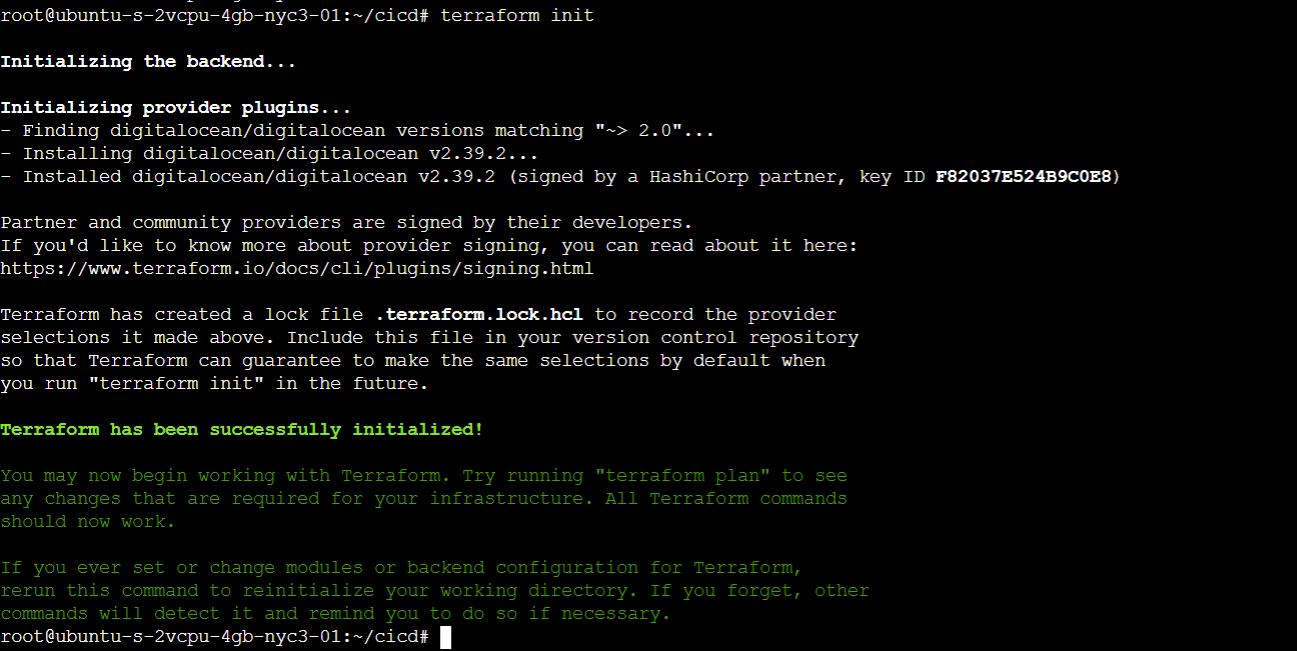 root@ubuntu-s-2vcpu-4gb-nyc3-01:~/cicd# terraform init
Initializing the backend...
Initializing provider plugins...
- Finding digitalocean/digitalocean versions matching "~> 2.0"...
- Installing digitalocean/digitalocean v2.39.2...
- Installed digitalocean/digitalocean v2.39.2 (signed by a HashiCorp partner, key ID F82037E524B9C0E8)
Partner and community providers are signed by their developers.
If you'd like to know more about provider signing, you can read about it here:
https://www.terraform.io/docs/cli/plugins/signing.html
Terraform has created a lock file .terraform.lock.hcl to record the provider
selections it made above. Include this file in your version control repository
so that Terraform can guarantee to make the same selections by default when
you run "terraform init" in the future.
Terraform has been successfully initialized!
You may now begin working with Terraform. Try running "terraform plan" to see
any changes that are required for your infrastructure. All Terraform commands
should now work.
If you ever set or change modules or backend configuration for Terraform,
rerun this command to reinitialize your working directory. If you forget, other
commands will detect it and remind you to do so if necessary.
root@ubuntu-s-2vcpu-4gb-nyc3-01:~/cicd#